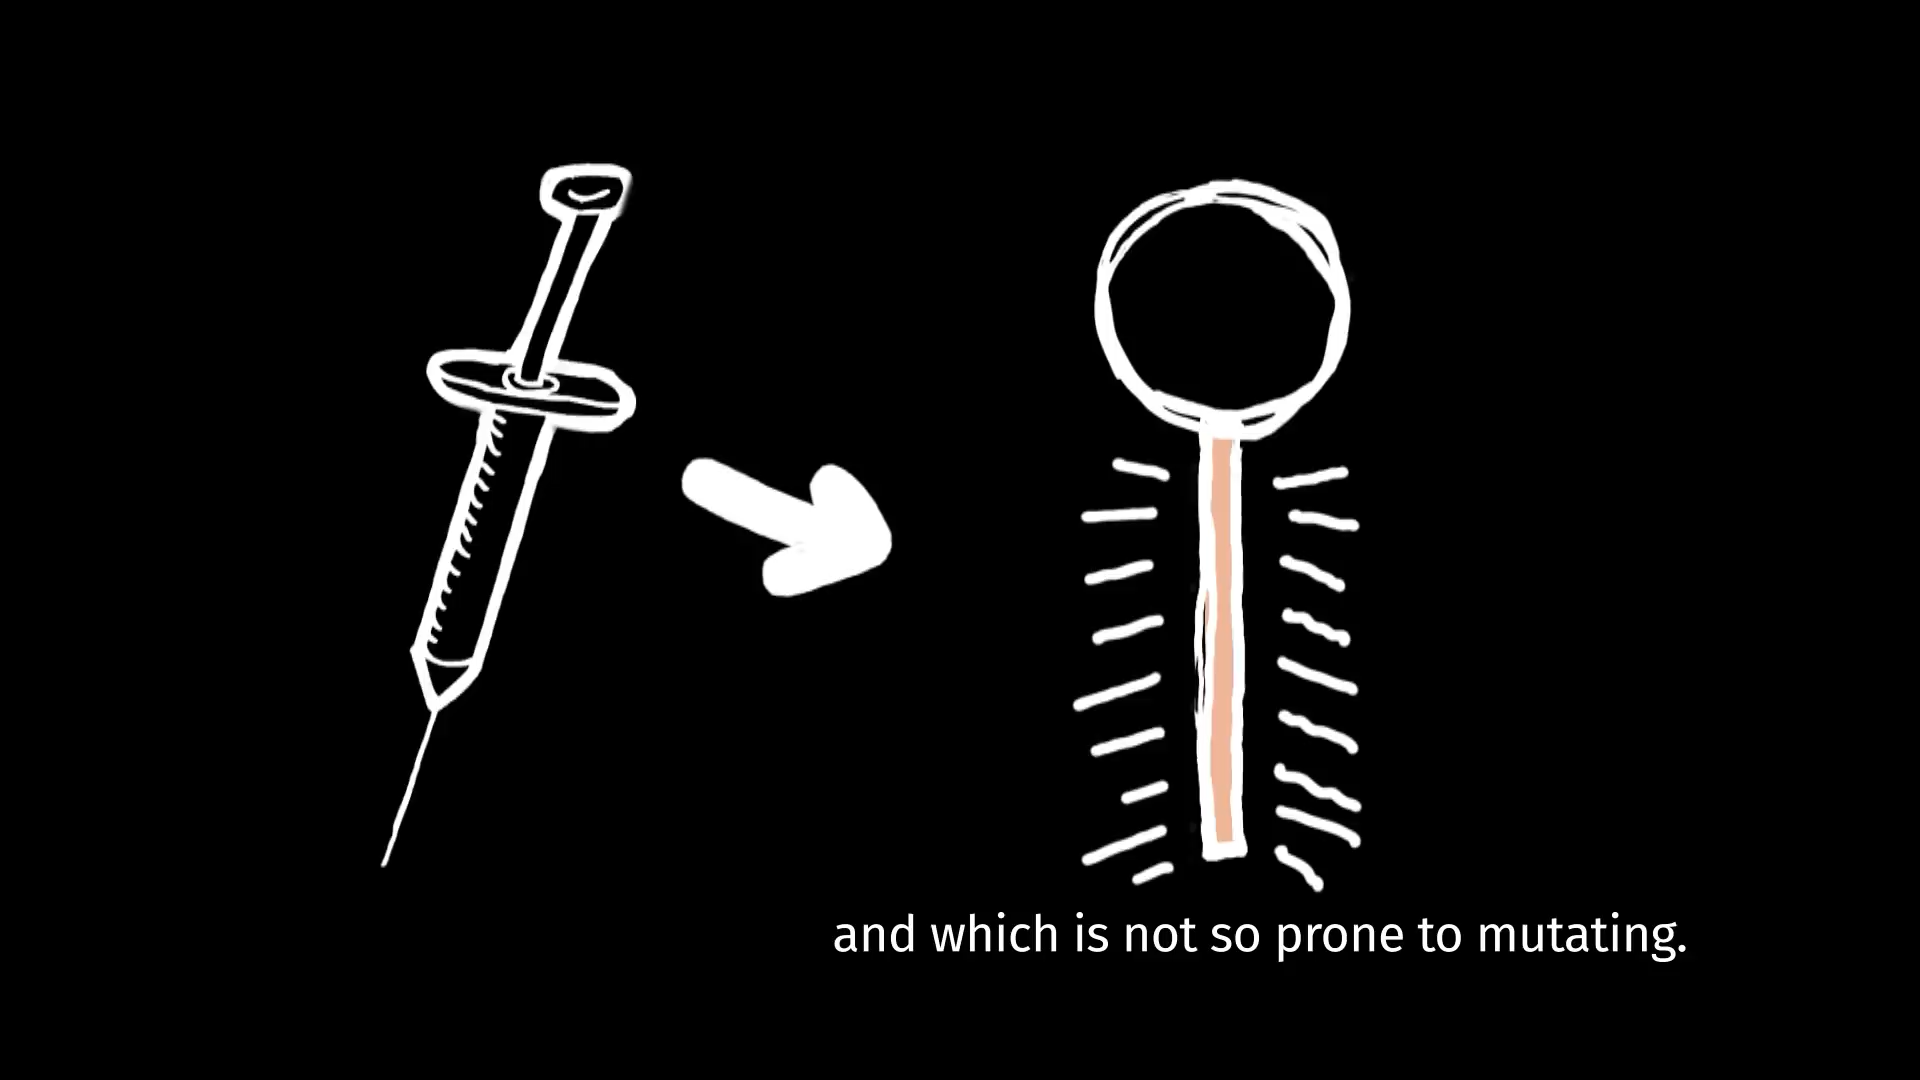 and which is not so prone to mutating.